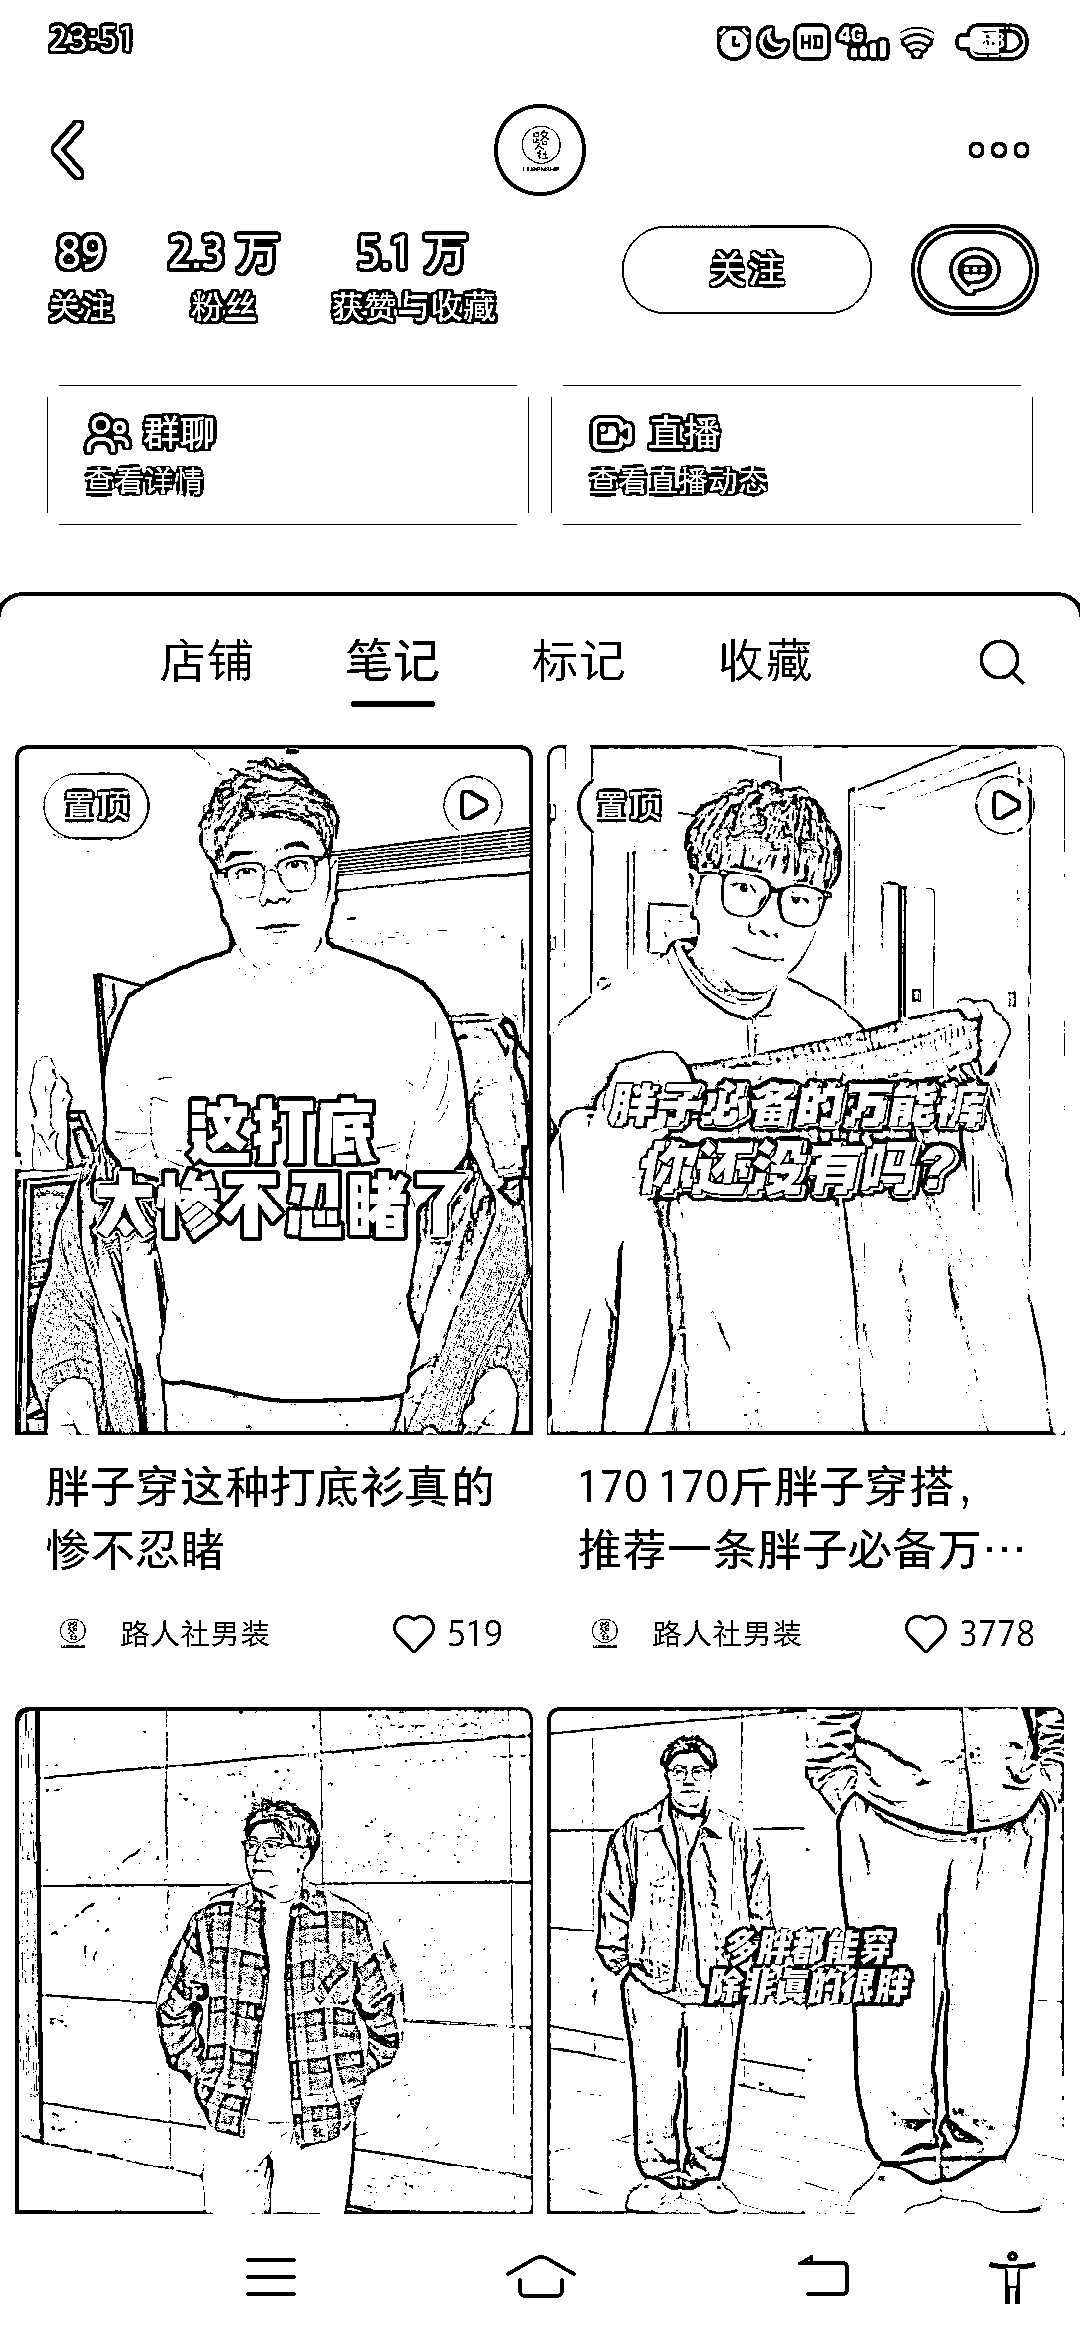 23:51
HD 4G
路人社
89 2.3 万 5.1 万
关注 粉丝 获赞与收藏
关注
群聊
查看详情
直播
查看直播动态
店铺 笔记 标记 收藏
置顶
这打底
太惨不忍睹了
置顶
胖子必备的万能裤
你还没有吗?
胖子穿这种打底衫真的
惨不忍睹
路人社男装 519
170 170斤胖子穿搭，
推荐一条胖子必备万…
路人社男装 3778
多胖都能穿
除非真的很胖